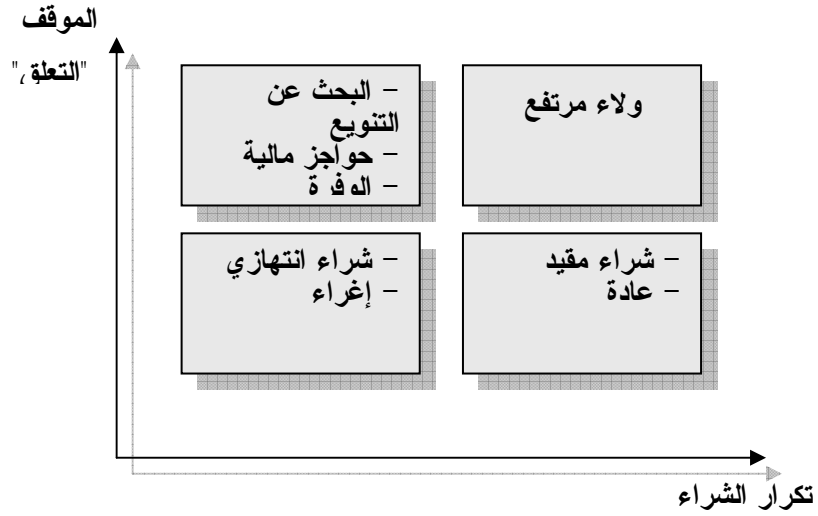 الموقف
"التعلق"
ولاء مرتفع
– البحث عن
التنويع
– حواجز مالية
– الوفرة
– شراء مقيد
– عادة
– شراء انتهازي
– إغراء
تكرار الشراء